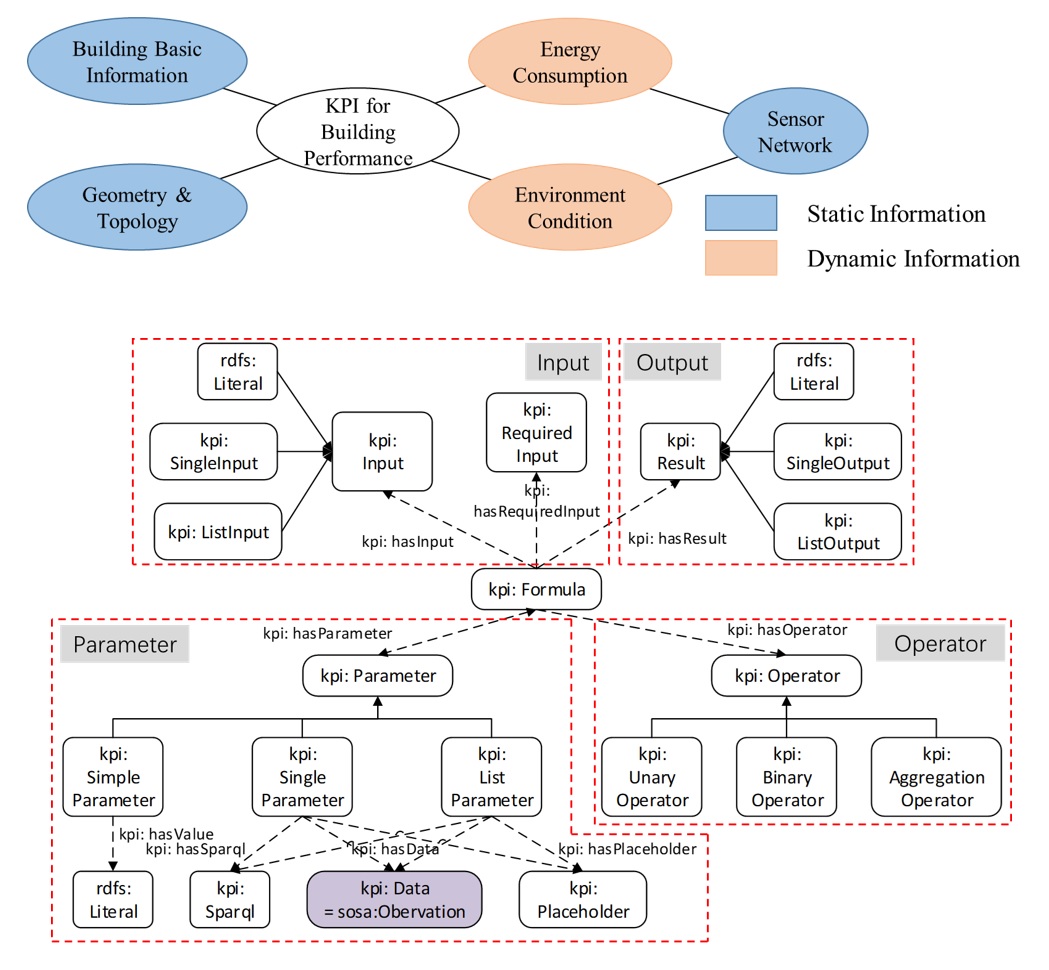 Building Basic
Information
Energy
Consumption
KPI for
Building
Performance
Sensor
Network
Geometry &
Topology
Environment
Condition
Static Information
Dynamic Information
Input
Output
rdfs:
Literal
kpi:
SingleInput
kpi: ListInput
kpi:
Input
kpi:
Required
Input
kpi:
Result
rdfs:
Literal
kpi:
SingleOutput
kpi:
ListOutput
kpi: hasInput
kpi:
hasRequiredInput
kpi: hasResult
kpi: Formula
Parameter
kpi: hasParameter
kpi: hasOperator
Operator
kpi: Parameter
kpi: Operator
kpi:
Simple
Parameter
kpi:
Single
Parameter
kpi:
List
Parameter
kpi:
Unary
Operator
kpi:
Binary
Operator
kpi:
Aggregation
Operator
kpi: hasValue
kpi: hasSparql
kpi: hasData
kpi: hasPlaceholder
rdfs:
Literal
kpi:
Sparql
kpi: Data
= sosa:Obervation
kpi:
Placeholder